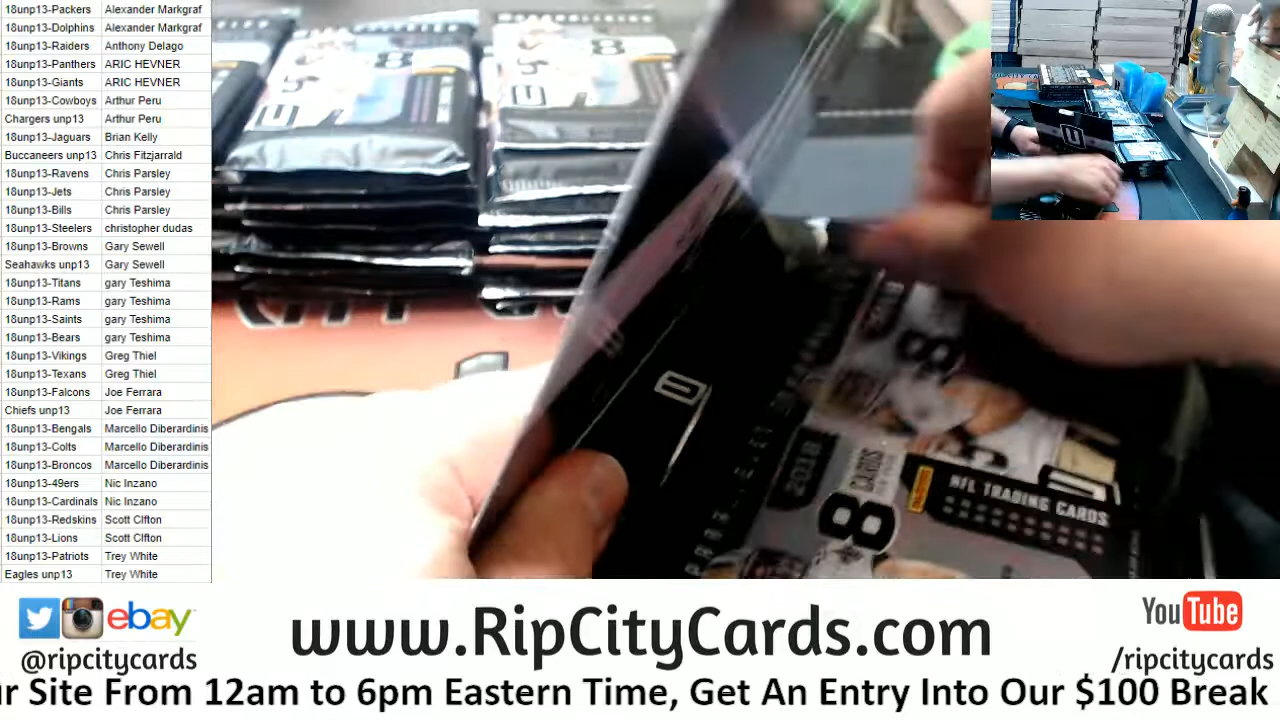 18unp13-Packers Alexander Markgraf
18unp13-Dolphins Alexander Markgraf
18unp13-Raiders Anthony Delago
18unp13-Panthers ARIC HEVNER
18unp13-Giants ARIC HEVNER
18unp13-Cowboys Arthur Peru
Chargers unp13 Arthur Peru
18unp13-Jaguars Brian Kelly
Buccaneers unp13 Chris Fitzjarrald
18unp13-Ravens Chris Parsley
18unp13-Jets Chris Parsley
18unp13-Bills Chris Parsley
18unp13-Steelers christopher dudas
18unp13-Browns Gary Sewell
Seahawks unp13 Gary Sewell
18unp13-Titans gary Teshima
18unp13-Rams gary Teshima
18unp13-Saints gary Teshima
18unp13-Bears gary Teshima
18unp13-Vikings Greg Thiel
18unp13-Texans Greg Thiel
18unp13-Falcons Joe Ferrara
Chiefs unp13 Joe Ferrara
18unp13-Bengals Marcello Diberardinis
18unp13-Colts Marcello Diberardinis
18unp13-Broncos Marcello Diberardinis
18unp13-49ers Nic Inzano
18unp13-Cardinals Nic Inzano
18unp13-Redskins Scott Clfton
18unp13-Lions Scott Clfton
18unp13-Patriots Trey White
Eagles unp13 Trey White
2018
8
CARDS
NFL TRADING CARDS
ebay
@ripcitycards
www.RipCityCards.com
YouTube
/ripcitycards
r Site From 12am to 6pm Eastern Time, Get An Entry Into Our $100 Break